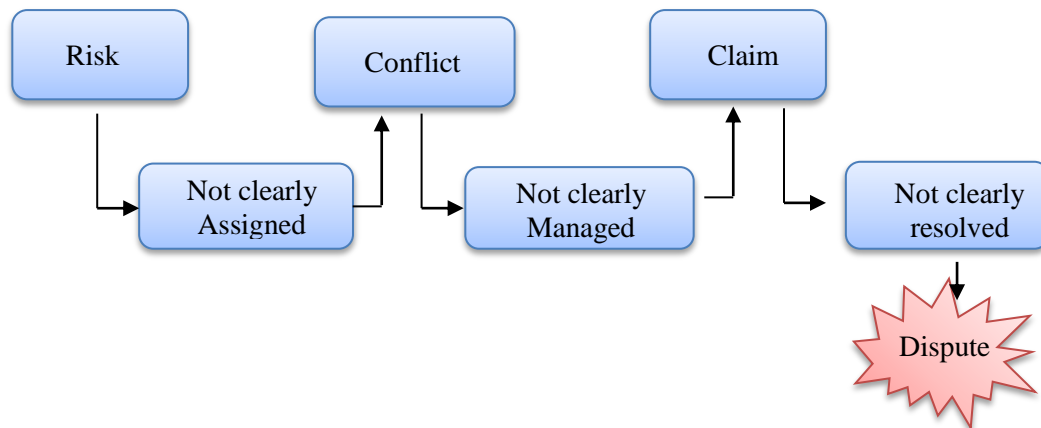 Risk
Conflict
Claim
Not clearly
Assigned
Not clearly
Managed
Not clearly
resolved
Dispute